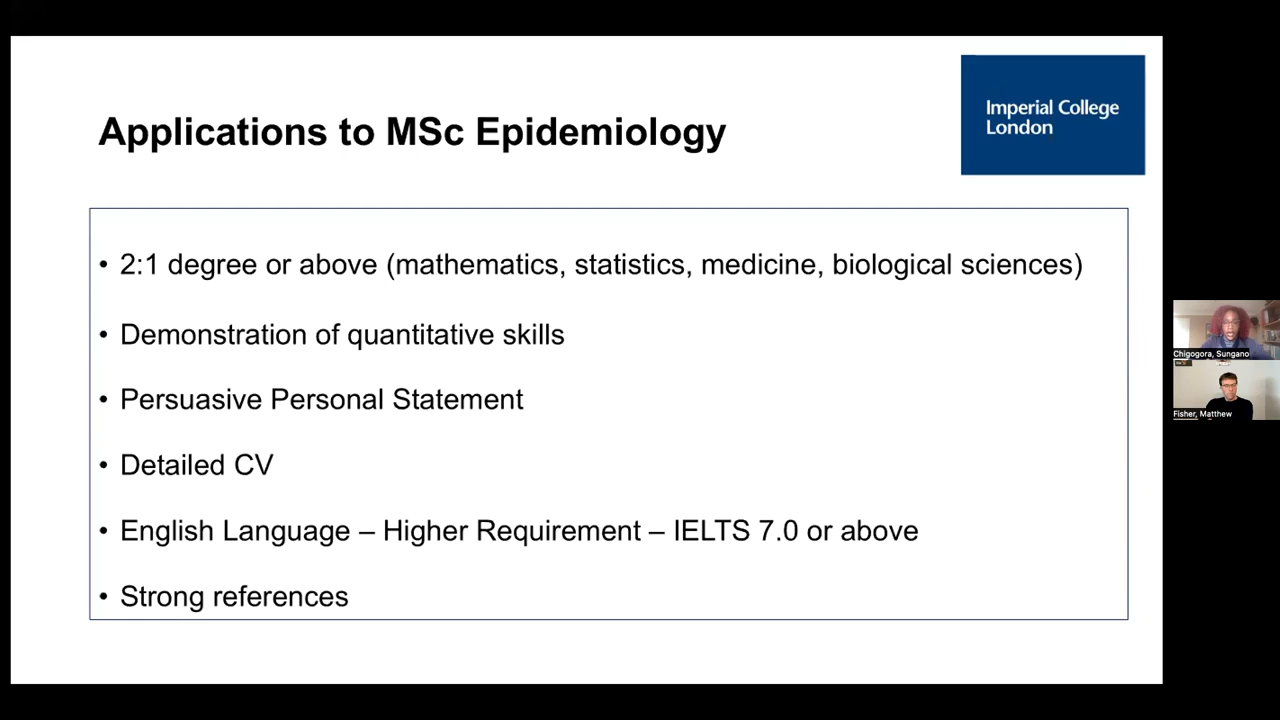 Imperial College
London
Applications to MSc Epidemiology
• 2:1 degree or above (mathematics, statistics, medicine, biological sciences)
• Demonstration of quantitative skills
• Persuasive Personal Statement
• Detailed CV
• English Language – Higher Requirement – IELTS 7.0 or above
• Strong references
Chigogora, Sungano
Fisher, Matthew